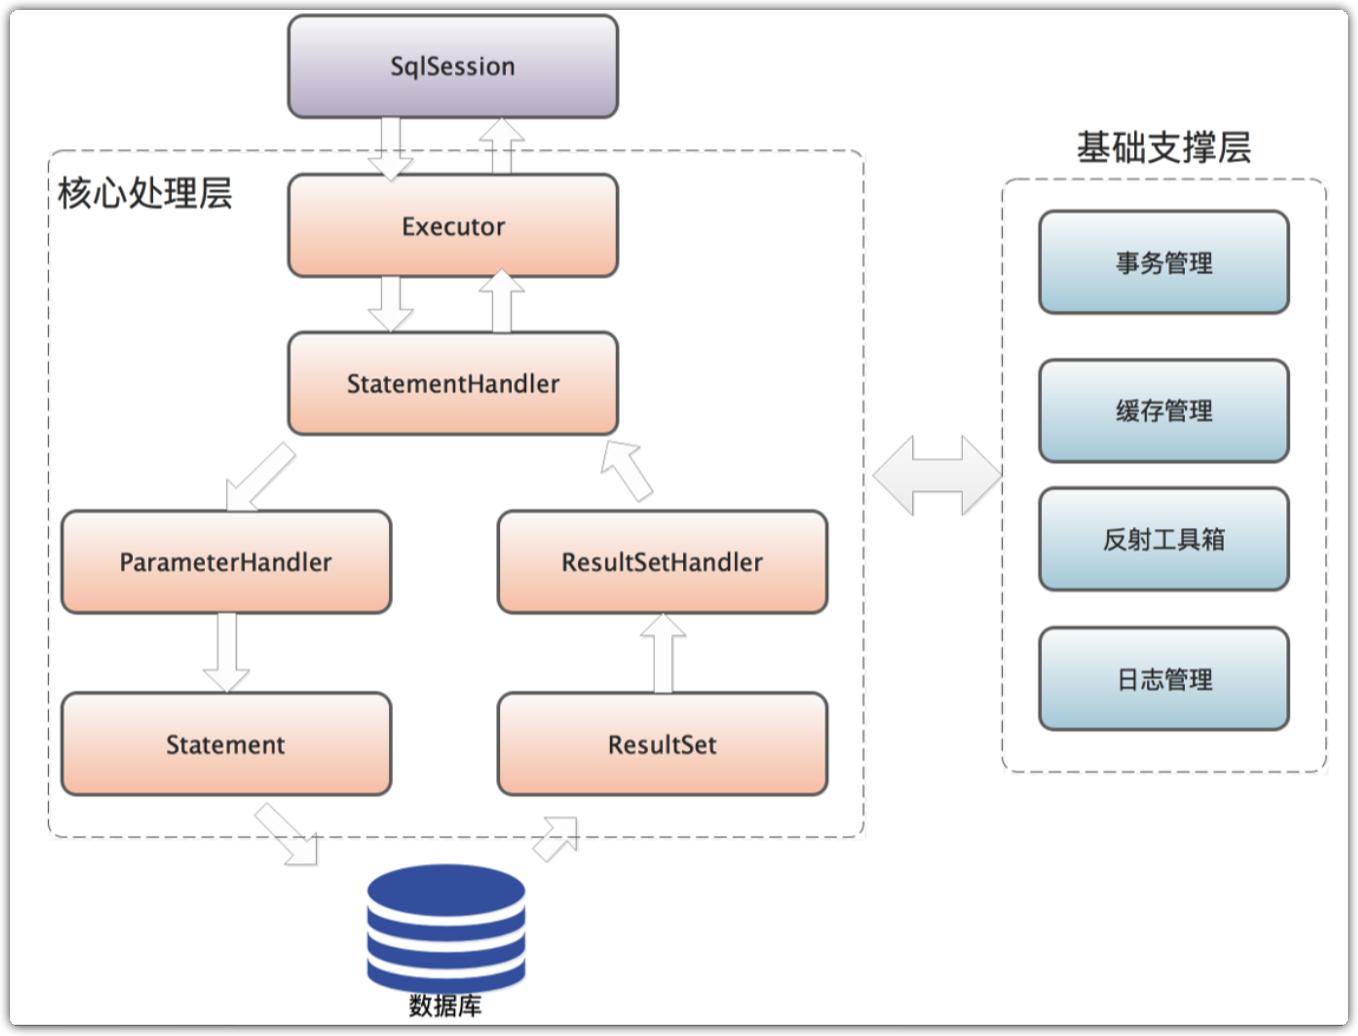 SqlSession
核心处理层
Executor
StatementHandler
ParameterHandler
ResultSetHandler
Statement
ResultSet
数据库
基础支撑层
事务管理
缓存管理
反射工具箱
日志管理